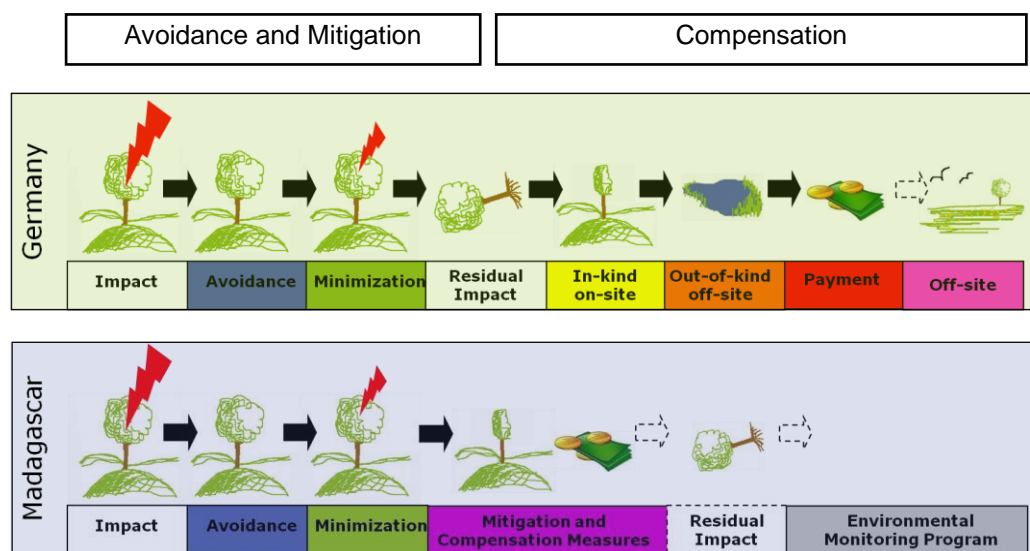 Avoidance and Mitigation
Compensation
Germany
Impact
Avoidance
Minimization
Residual
Impact
In-kind
on-site
Out-of-kind
off-site
Payment
Off-site
Madagascar
Impact
Avoidance
Minimization
Mitigation and
Compensation Measures
Residual
Impact
Environmental
Monitoring Program